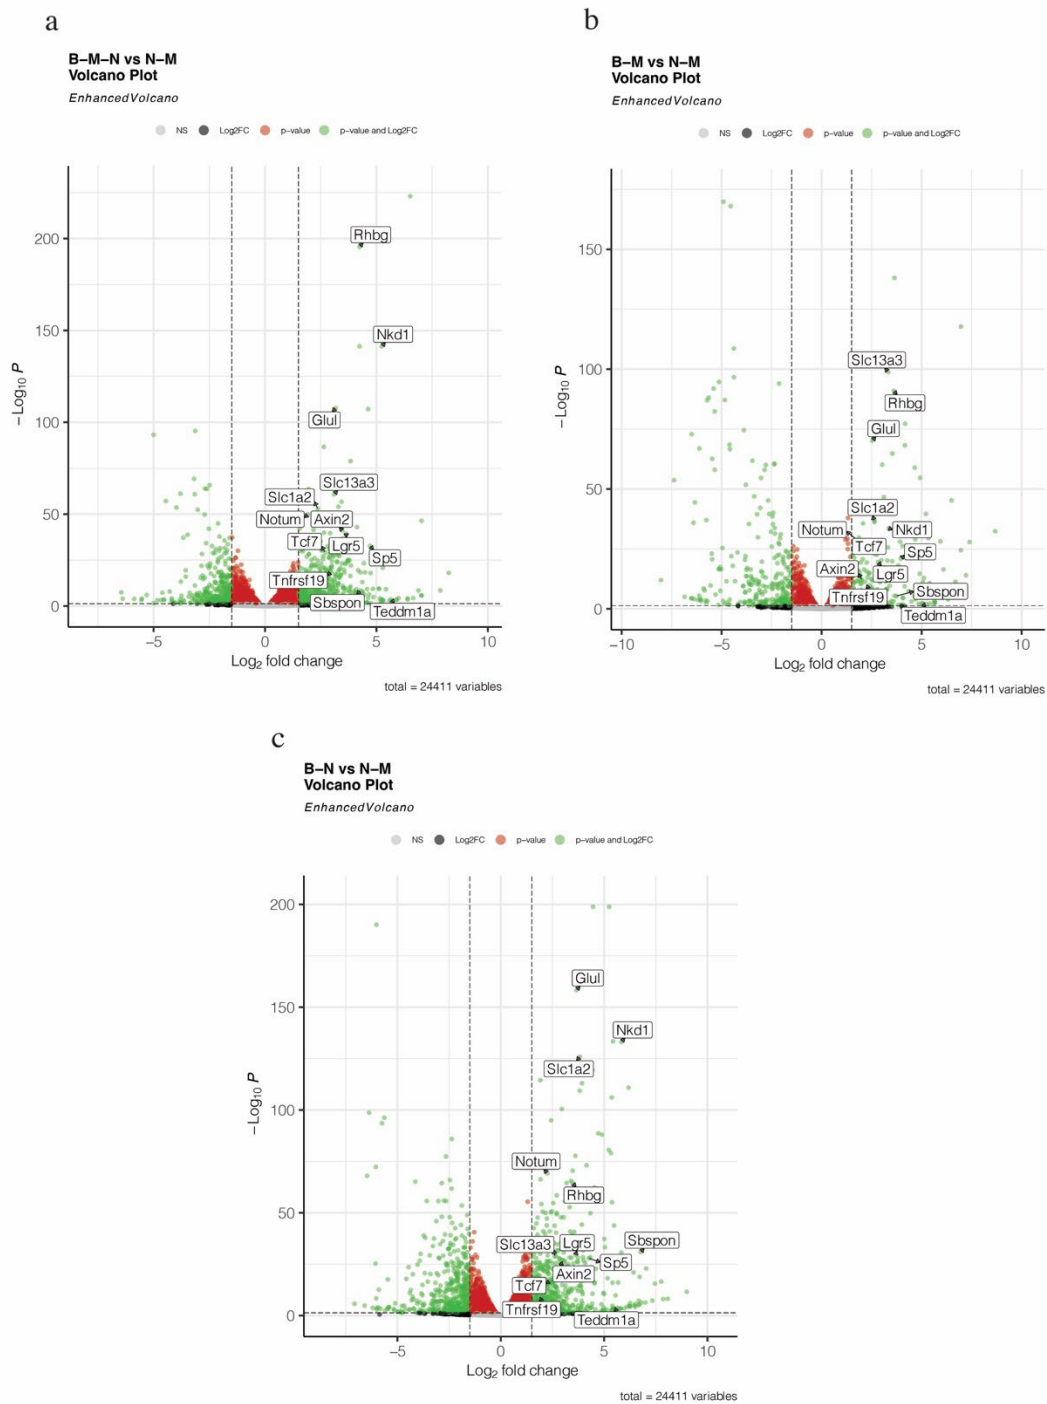 a
B–M–N vs N–M
Volcano Plot
EnhancedVolcano
NS Log2FC p–value p–value and Log2FC
200
150
100
50
0
−Log10 P
Rhbg
Nkd1
Glul
Slc13a3
Slc1a2
Notum
Axin2
Tcf7
Lgr5
Sp5
Tnfrsf19
Sbspon
Teddm1a
−5 0 5 10
Log2 fold change
total = 24411 variables
b
B–M vs N–M
Volcano Plot
EnhancedVolcano
NS Log2FC p–value p–value and Log2FC
150
100
50
0
−Log10 P
Slc13a3
Rhbg
Glul
Slc1a2
Notum
Nkd1
Tcf7
Sp5
Axin2
Lgr5
Sbspon
Tnfrsf19
Teddm1a
−10 −5 0 5 10
Log2 fold change
total = 24411 variables
c
B–N vs N–M
Volcano Plot
EnhancedVolcano
NS Log2FC p–value p–value and Log2FC
200
150
100
50
0
−Log10 P
Glul
Nkd1
Slc1a2
Notum
Rhbg
Sbspon
Slc13a3
Lgr5
Sp5
Axin2
Tcf7
Tnfrsf19
Teddm1a
−5 0 5 10
Log2 fold change
total = 24411 variables